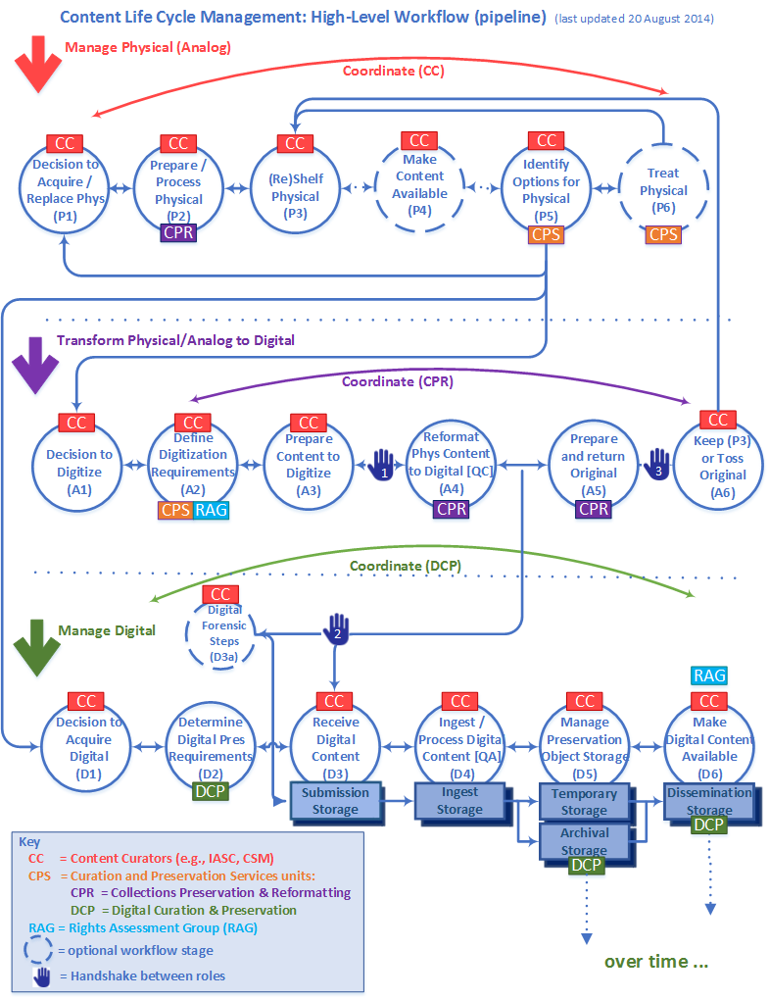 Content Life Cycle Management: High-Level Workflow (pipeline) (last updated 20 August 2014)
Manage Physical (Analog)
Coordinate (CC)
CC
Decision to
Acquire /
Replace Phys
(P1)
CC
Prepare /
Process
Physical
(P2)
CPR
CC
(Re)Shelf
Physical
(P3)
CC
Make
Content
Available
(P4)
CC
Identify
Options for
Physical
(P5)
CPS
CC
Treat
Physical
(P6)
CPS
Transform Physical/Analog to Digital
Coordinate (CPR)
CC
Decision to
Digitize
(A1)
CC
Define
Digitization
Requirements
(A2)
CPS RAG
CC
Prepare
Content to
Digitize
(A3)
1
Reformat
Phys Content
to Digital [QC]
(A4)
CPR
Prepare
and return
Original
(A5)
CPR
3
CC
Keep (P3)
or Toss
Original
(A6)
Coordinate (DCP)
Manage Digital
CC
Digital
Forensic
Steps
(D3a)
2
CC
Decision to
Acquire
Digital
(D1)
Determine
Digital Pres
Requirements
(D2)
DCP
CC
Receive
Digital
Content
(D3)
Submission
Storage
CC
Ingest /
Process Digital
Content [QA]
(D4)
Ingest
Storage
CC
Manage
Preservation
Object Storage
(D5)
Temporary
Storage
Archival
Storage
DCP
RAG
CC
Make
Digital Content
Available
(D6)
Dissemination
Storage
DCP
Key
CC = Content Curators (e.g., IASC, CSM)
CPS = Curation and Preservation Services units:
CPR = Collections Preservation & Reformatting
DCP = Digital Curation & Preservation
RAG = Rights Assessment Group (RAG)
= optional workflow stage
= Handshake between roles
over time ...